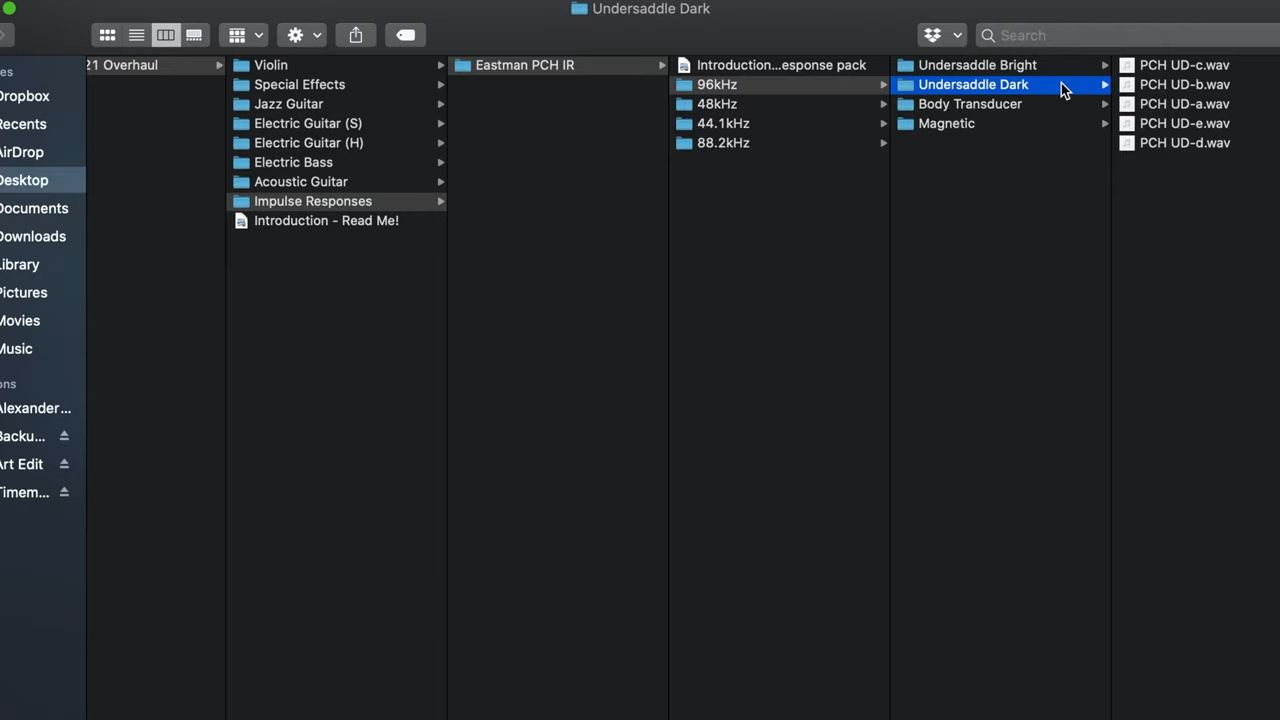 Undersaddle Dark
Search
es
Dropbox
Recents
AirDrop
Desktop
Documents
Downloads
Library
Pictures
Movies
Music
ons
Alexander...
Backu...
Art Edit
Timem...
21 Overhaul
Violin
Special Effects
Jazz Guitar
Electric Guitar (S)
Electric Guitar (H)
Electric Bass
Acoustic Guitar
Impulse Responses
Introduction - Read Me!
Eastman PCH IR
Introduction...esponse pack
96kHz
48kHz
44.1kHz
88.2kHz
Undersaddle Bright
Undersaddle Dark
Body Transducer
Magnetic
PCH UD-c.wav
PCH UD-b.wav
PCH UD-a.wav
PCH UD-e.wav
PCH UD-d.wav